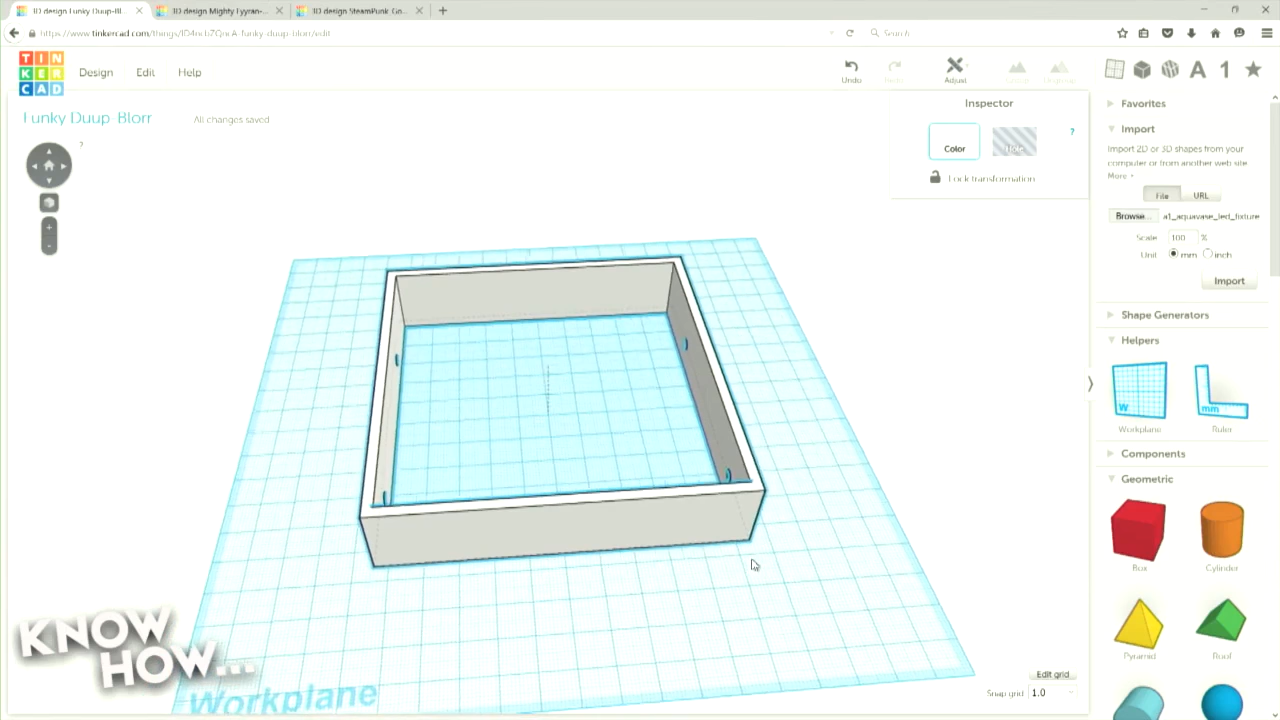 3D design Funky Duup-Bl...
3D design Mighty Fyyran-...
3D design SteamPunk_Go...
Search
TIN
KER
CAD
Design
Edit
Help
Undo
Adjust
Funky Duup-Blorr
All changes saved
?
Inspector
Color
Hole
?
Lock transformation
Favorites
Import
Import 2D or 3D shapes from your
computer or from another web site
More
File
URL
Browse...
a1_aquavase_led_fixture
Scale
100
%
Unit
mm
inch
Import
Shape Generators
Helpers
W
mm
Workplane
Ruler
Components
Geometric
Box
Cylinder
Pyramid
Roof
KNOW
HOW...
Workplane
Edit grid
Snap grid
1.0